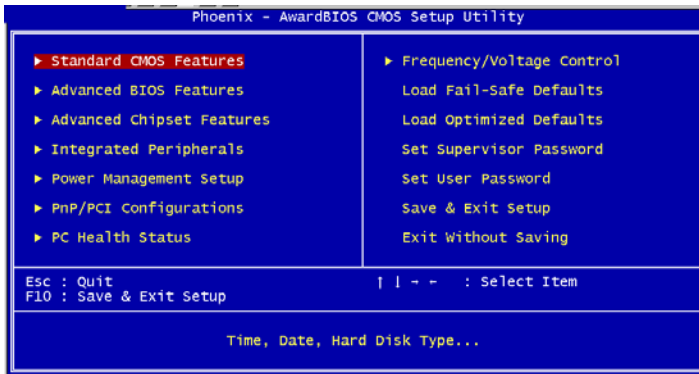 Phoenix - AwardBIOS CMOS Setup Utility
▶ Standard CMOS Features
▶ Advanced BIOS Features
▶ Advanced Chipset Features
▶ Integrated Peripherals
▶ Power Management Setup
▶ PnP/PCI Configurations
▶ PC Health Status
▶ Frequency/Voltage Control
Load Fail-Safe Defaults
Load Optimized Defaults
Set Supervisor Password
Set User Password
Save & Exit Setup
Exit Without Saving
Esc : Quit
F10 : Save & Exit Setup
↑ ↓ → ← : Select Item
Time, Date, Hard Disk Type...